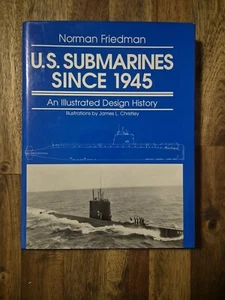 Norman Friedman
U.S. SUBMARINES
SINCE 1945
An Illustrated Design History
Illustrations by James L. Christley